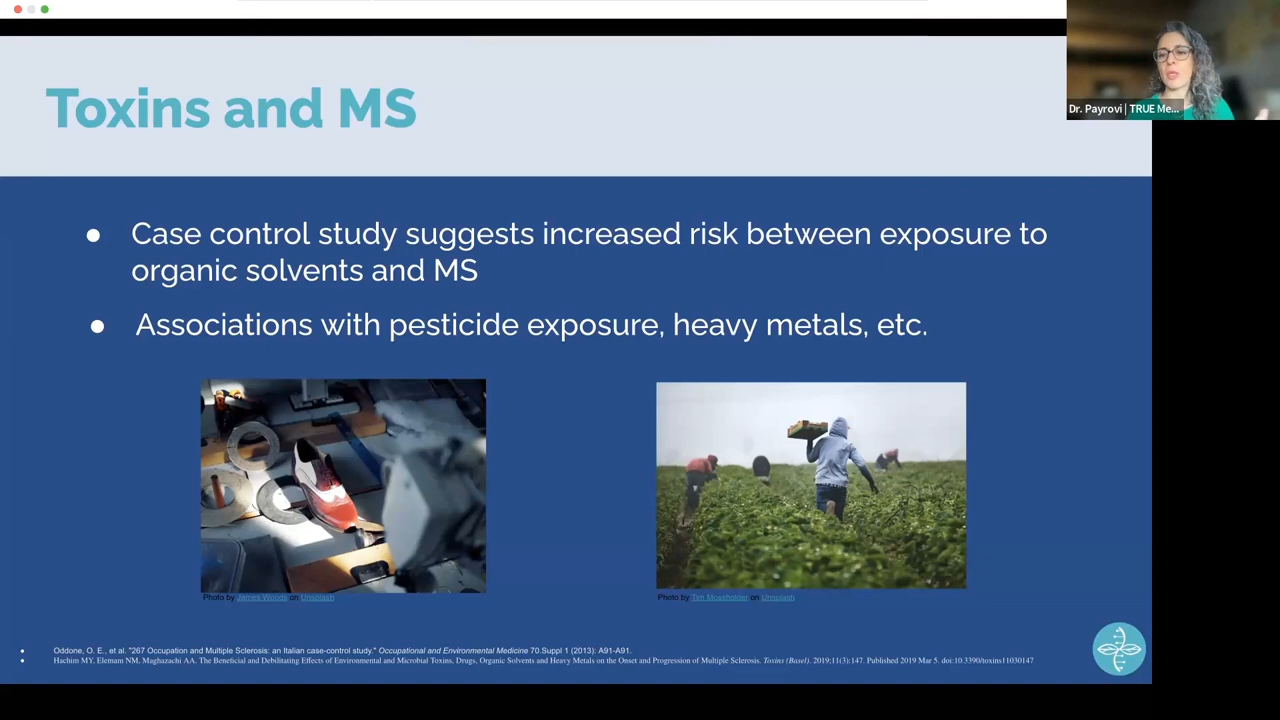 Toxins and MS
Dr. Payrovi | TRUE Me...
● Case control study suggests increased risk between exposure to
organic solvents and MS
● Associations with pesticide exposure, heavy metals, etc.
Photo by James Woods on Unsplash
Photo by Tim Mossholder on Unsplash
● Oddone, O. E., et al. "267 Occupation and Multiple Sclerosis: an Italian case-control study." Occupational and Environmental Medicine 70.Suppl 1 (2013): A91-A91.
● Hachim MY, Elemam NM, Maghazachi AA. The Beneficial and Debilitating Effects of Environmental and Microbial Toxins, Drugs, Organic Solvents and Heavy Metals on the Onset and Progression of Multiple Sclerosis. Toxins (Basel). 2019;11(3):147. Published 2019 Mar 5. doi:10.3390/toxins11030147